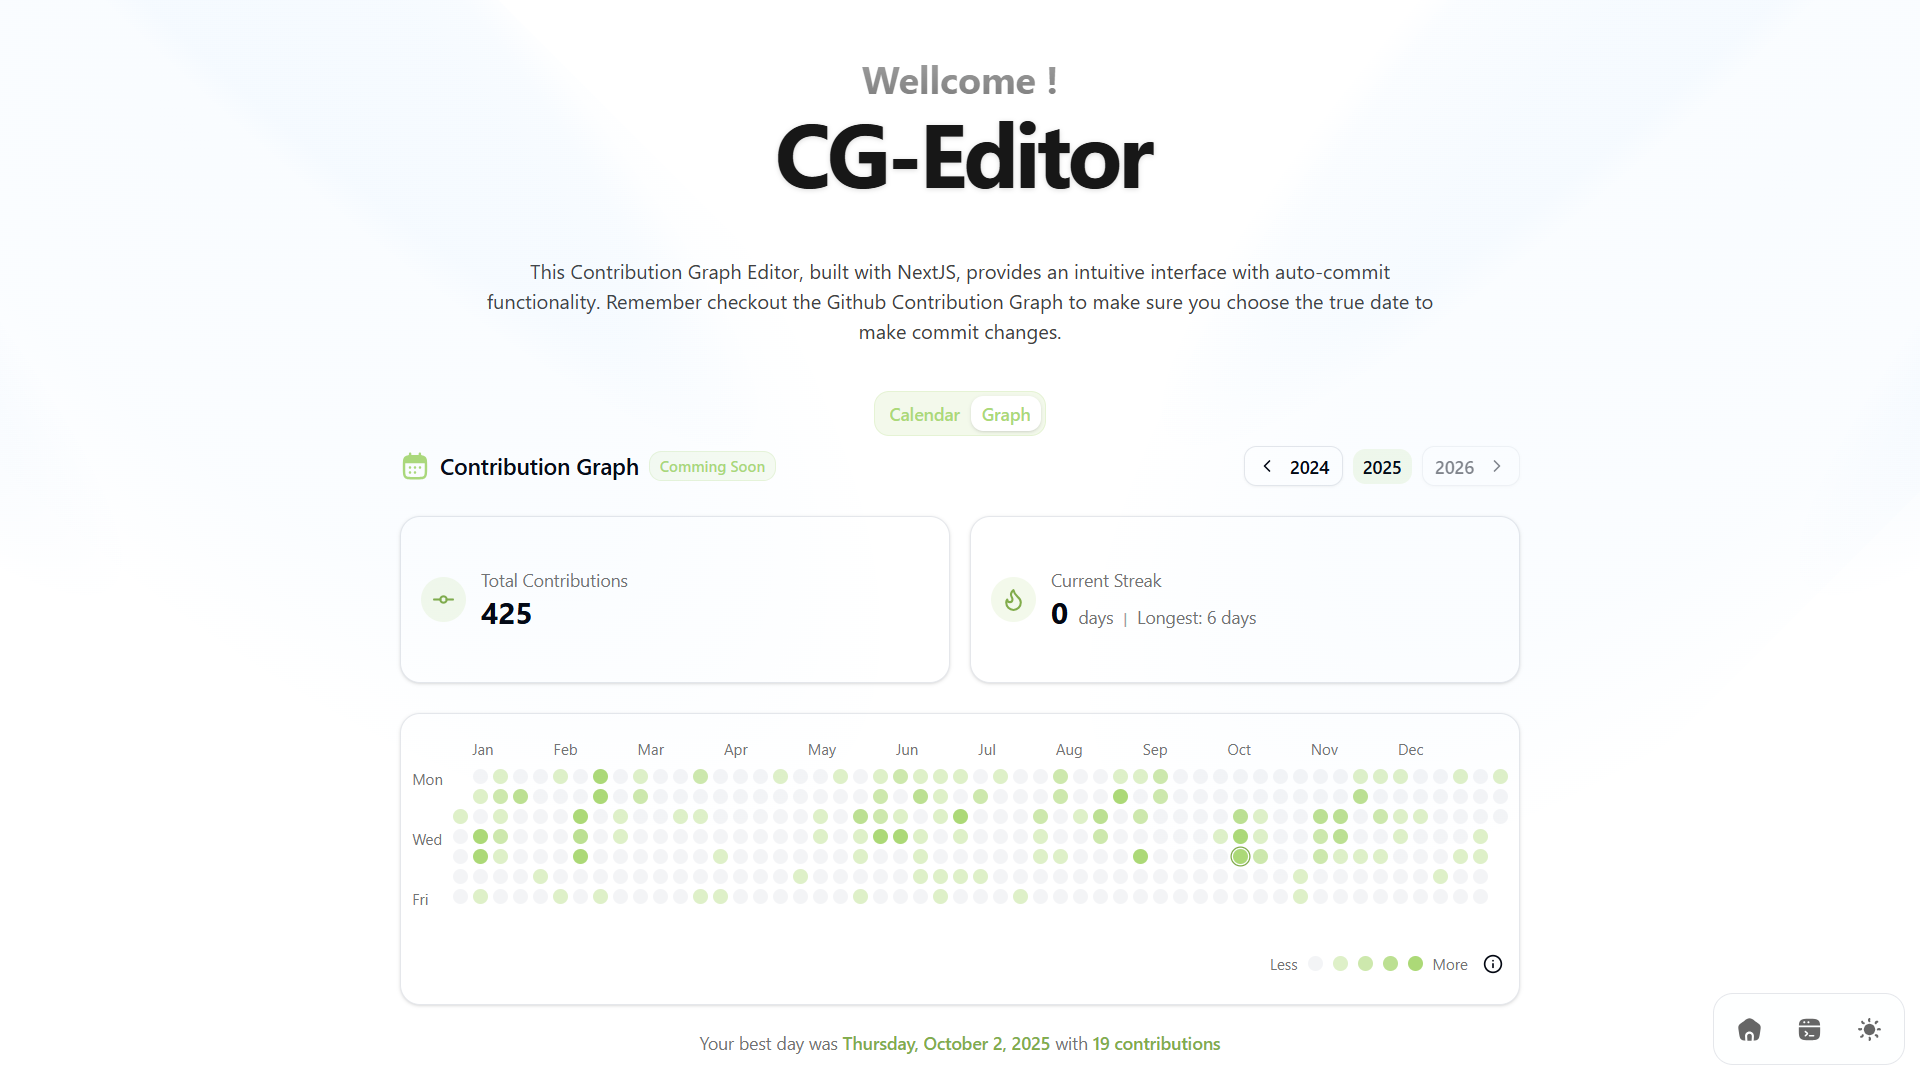 Wellcome !
CG-Editor
This Contribution Graph Editor, built with NextJS, provides an intuitive interface with auto-commit
functionality. Remember checkout the Github Contribution Graph to make sure you choose the true date to
make commit changes.
Calendar Graph
Contribution Graph Comming Soon 2024 2025 2026
Total Contributions
425
Current Streak
0 days | Longest: 6 days
Jan Feb Mar Apr May Jun Jul Aug Sep Oct Nov Dec
Mon
Wed
Fri
Less More
Your best day was Thursday, October 2, 2025 with 19 contributions